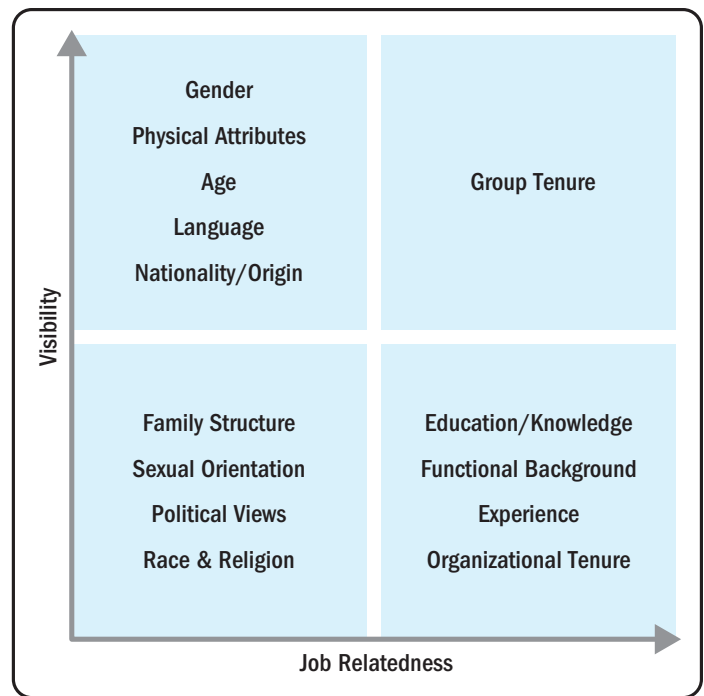 Gender
Physical Attributes
Age
Language
Nationality/Origin
Group Tenure
Visibility
Family Structure
Sexual Orientation
Political Views
Race & Religion
Education/Knowledge
Functional Background
Experience
Organizational Tenure
Job Relatedness